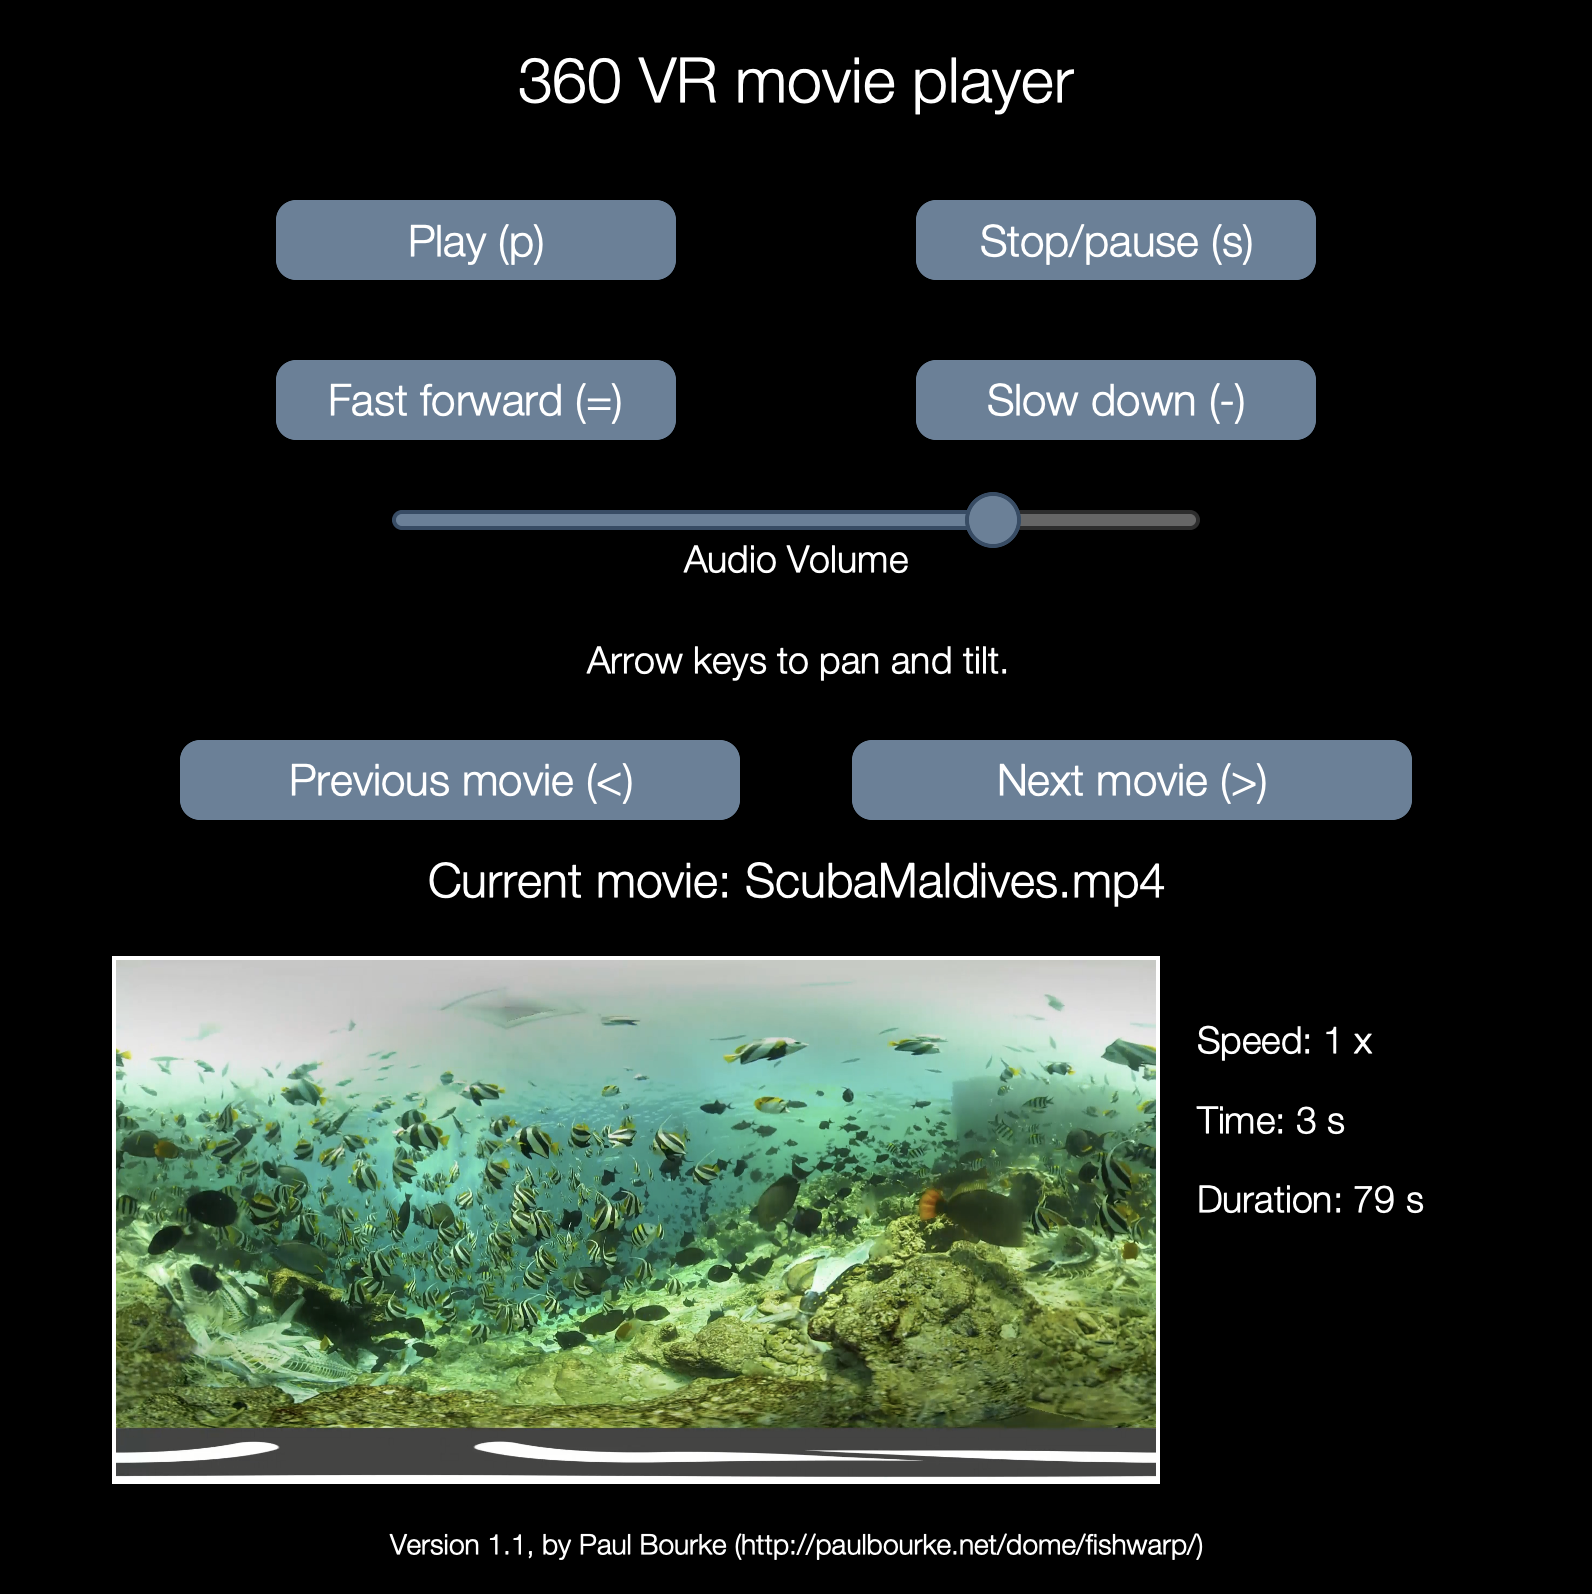 360 VR movie player
Play (p)
Stop/pause (s)
Fast forward (=)
Slow down (-)
Audio Volume
Arrow keys to pan and tilt.
Previous movie (<)
Next movie (>)
Current movie: ScubaMaldives.mp4
Speed: 1 x
Time: 3 s
Duration: 79 s
Version 1.1, by Paul Bourke (http://paulbourke.net/dome/fishwarp/)